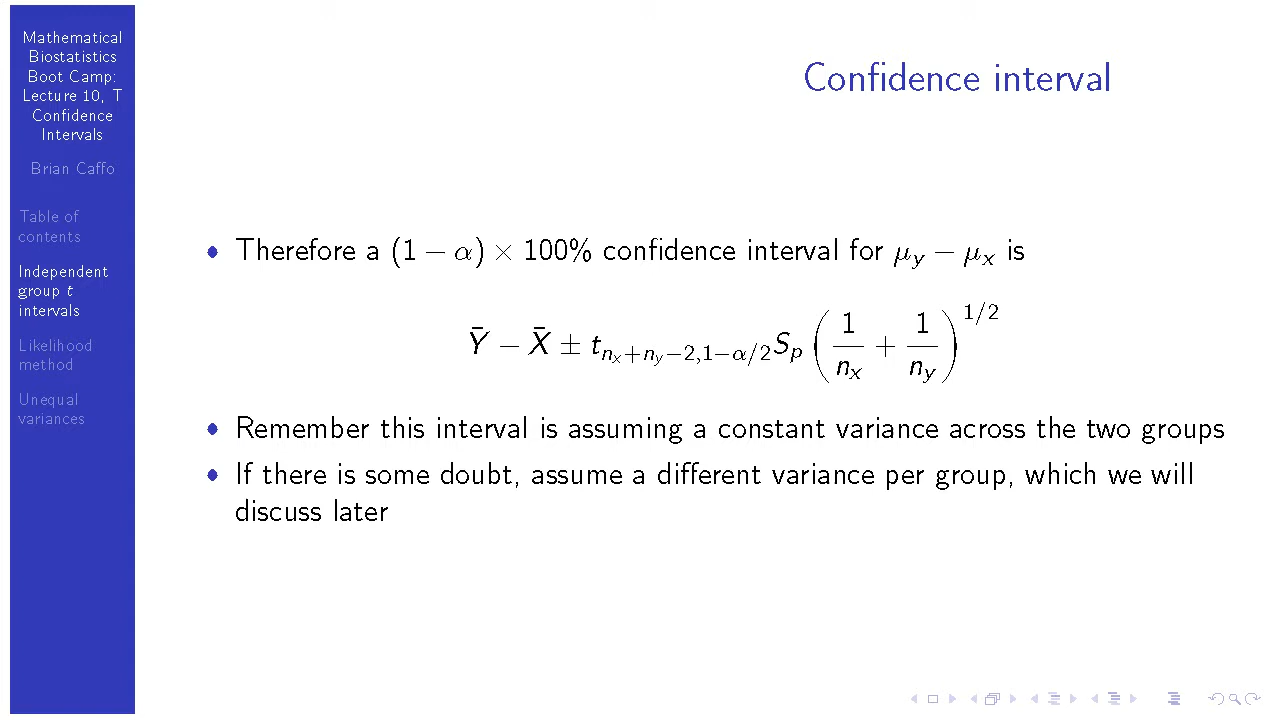 Mathematical
Biostatistics
Boot Camp:
Lecture 10, T
Confidence
Intervals
Brian Caffo
Table of
contents
Independent
group t
intervals
Likelihood
method
Unequal
variances
Confidence interval
• Therefore a (1 − α) × 100% confidence interval for μ_y − μ_x is
Ȳ − X̄ ± t_{n_x+n_y−2,1−α/2} S_p (1/n_x + 1/n_y)^{1/2}
• Remember this interval is assuming a constant variance across the two groups
• If there is some doubt, assume a different variance per group, which we will
discuss later